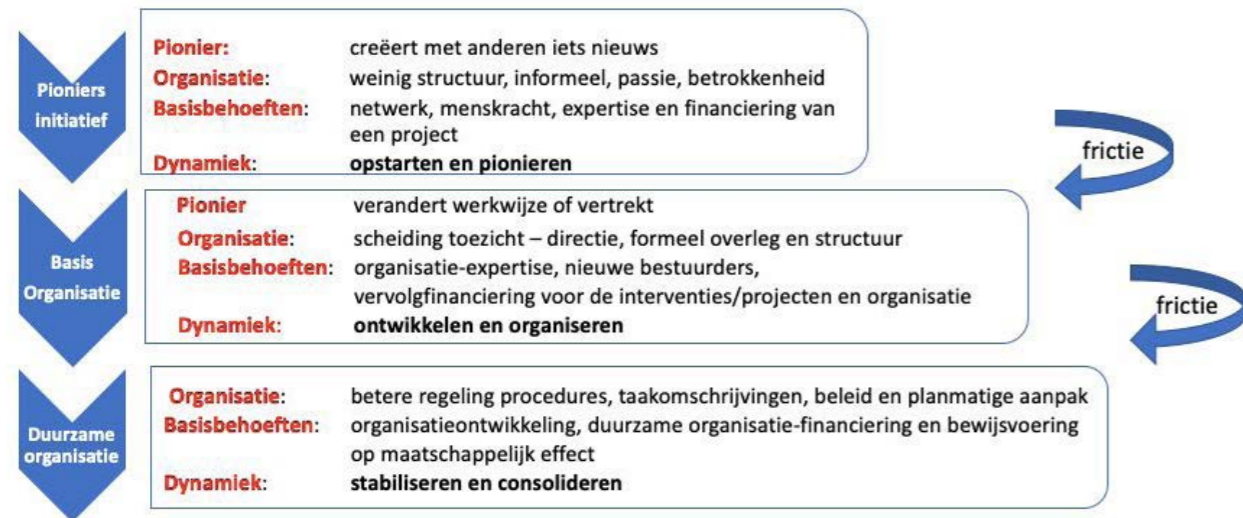 Pioniers
initiatief
Pionier: creëert met anderen iets nieuws
Organisatie: weinig structuur, informeel, passie, betrokkenheid
Basisbehoeften: netwerk, menskracht, expertise en financiering van
een project
Dynamiek: opstarten en pionieren
frictie
Basis
Organisatie
Pionier verandert werkwijze of vertrekt
Organisatie: scheiding toezicht – directie, formeel overleg en structuur
Basisbehoeften: organisatie-expertise, nieuwe bestuurders,
vervolgfinanciering voor de interventies/projecten en organisatie
Dynamiek: ontwikkelen en organiseren
frictie
Duurzame
organisatie
Organisatie: betere regeling procedures, taakomschrijvingen, beleid en planmatige aanpak
Basisbehoeften: organisatieontwikkeling, duurzame organisatie-financiering en bewijsvoering
op maatschappelijk effect
Dynamiek: stabiliseren en consolideren